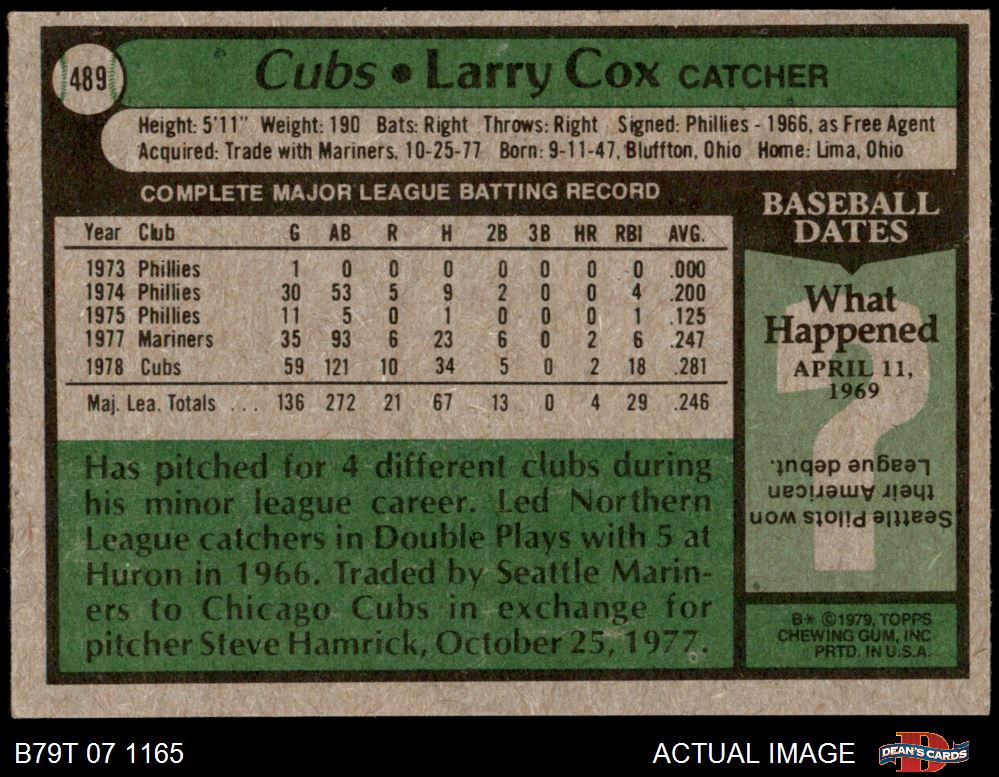 489
Cubs • Larry Cox CATCHER
Height: 5'11" Weight: 190 Bats: Right Throws: Right Signed: Phillies - 1966, as Free Agent
Acquired: Trade with Mariners, 10-25-77 Born: 9-11-47, Bluffton, Ohio Home: Lima, Ohio
COMPLETE MAJOR LEAGUE BATTING RECORD
Year Club G AB R H 2B 3B HR RBI AVG.
1973 Phillies 1 0 0 0 0 0 0 0 .000
1974 Phillies 30 53 5 9 2 0 0 4 .200
1975 Phillies 11 5 0 1 0 0 0 1 .125
1977 Mariners 35 93 6 23 6 0 2 6 .247
1978 Cubs 59 121 10 34 5 0 2 18 .281
Maj. Lea. Totals ... 136 272 21 67 13 0 4 29 .246
Has pitched for 4 different clubs during
his minor league career. Led Northern
League catchers in Double Plays with 5 at
Huron in 1966. Traded by Seattle Marin-
ers to Chicago Cubs in exchange for
pitcher Steve Hamrick, October 25, 1977.
BASEBALL
DATES
What
Happened
APRIL 11,
1969
?
Seattle Pilots won
their American
League debut.
B* ©1979, TOPPS
CHEWING GUM, INC
PRTD. IN U.S.A.
B79T 07 1165
ACTUAL IMAGE
D
DEAN'S CARDS